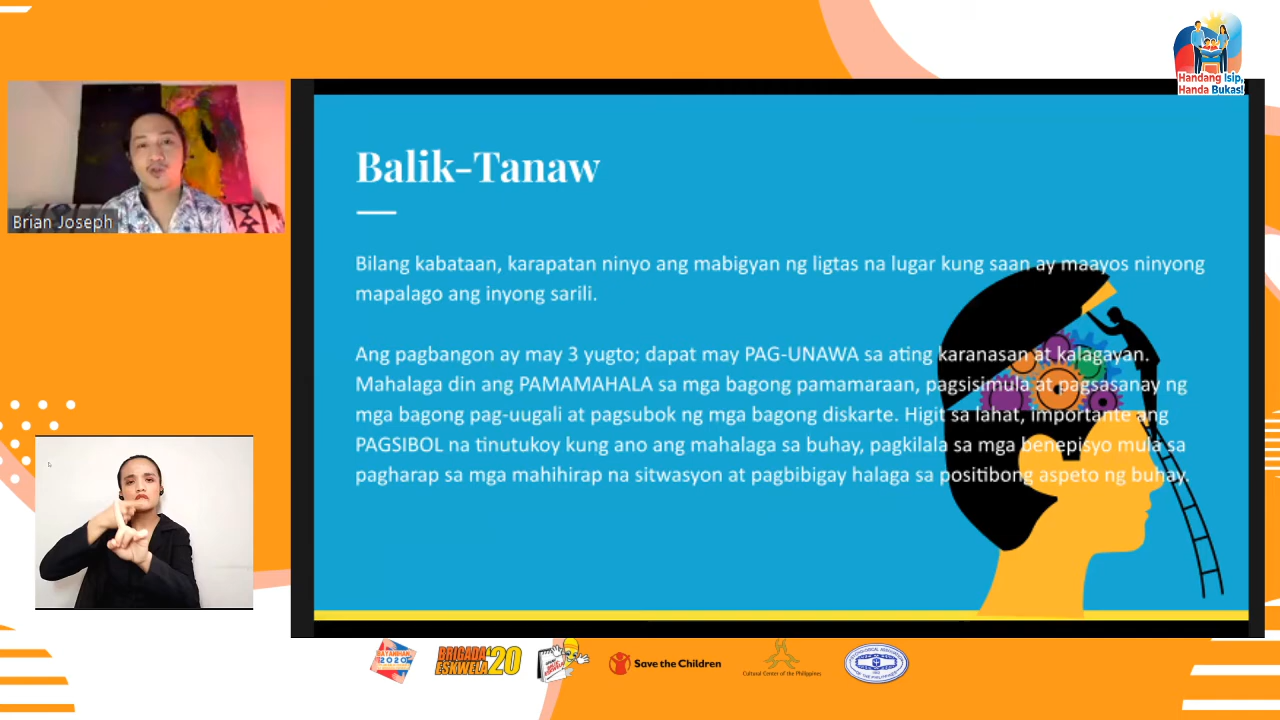 Handang Isip,
Handa Bukas!
Brian Joseph
Balik-Tanaw
Bilang kabataan, karapatan ninyo ang mabigyan ng ligtas na lugar kung saan ay maayos ninyong
mapalago ang inyong sarili.
Ang pagbangon ay may 3 yugto; dapat may PAG-UNAWA sa ating karanasan at kalagayan.
Mahalaga din ang PAMAMAHALA sa mga bagong pamamaraan, pagsisimula at pagsasanay ng
mga bagong pag-uugali at pagsubok ng mga bagong diskarte. Higit sa lahat, importante ang
PAGSIBOL na tinutukoy kung ano ang mahalaga sa buhay, pagkilala sa mga benepisyo mula sa
pagharap sa mga mahihirap na sitwasyon at pagbibigay halaga sa positibong aspeto ng buhay.
2020
BRIGADA ESKWELA '20
Save the Children
Cultural Center of the Philippines